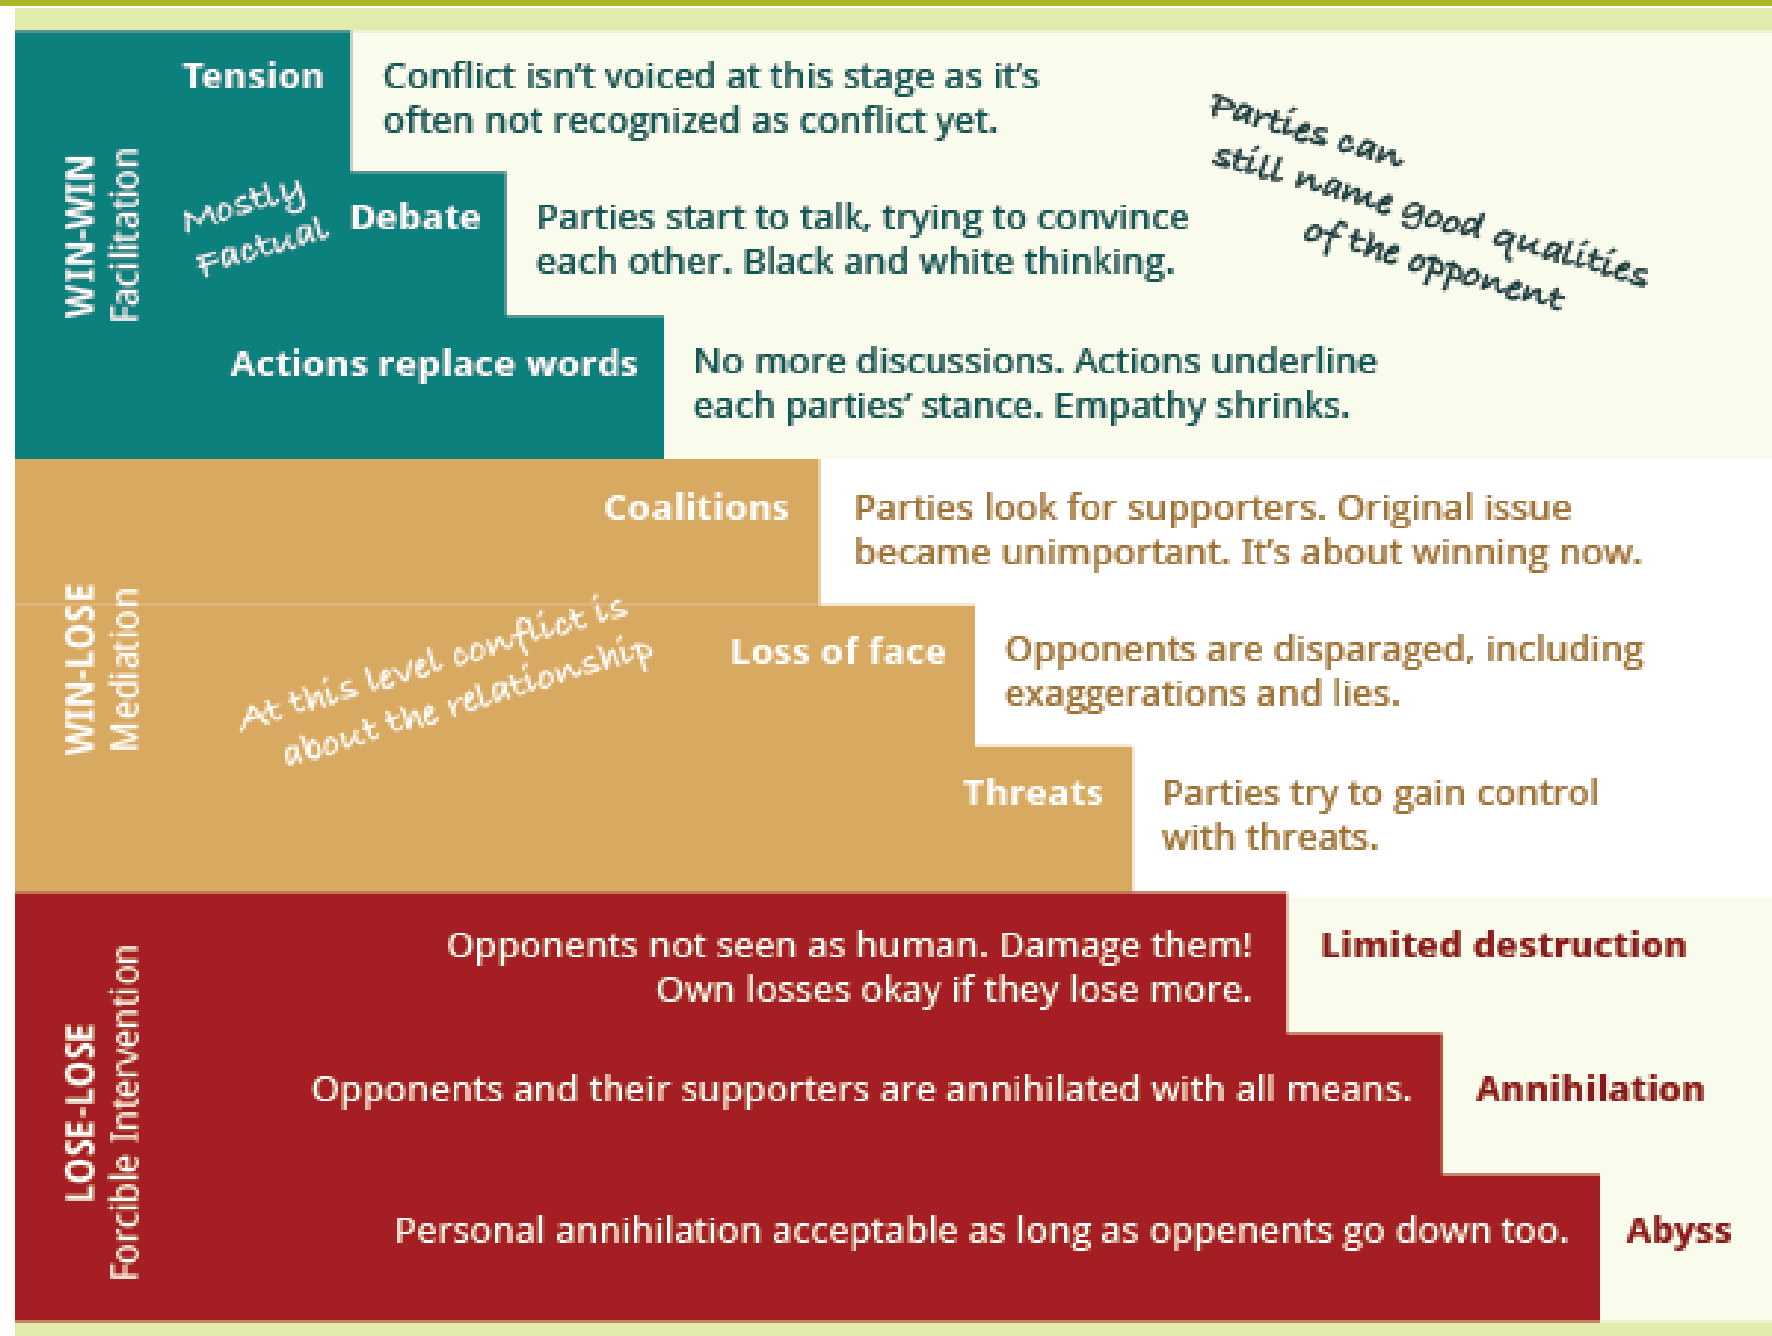 Tension
Conflict isn't voiced at this stage as it's
often not recognized as conflict yet.
Parties can
still name good qualities
of the opponent
WIN-WIN
Facilitation
Mostly
Factual
Debate
Parties start to talk, trying to convince
each other. Black and white thinking.
Actions replace words
No more discussions. Actions underline
each parties' stance. Empathy shrinks.
WIN-LOSE
Mediation
Coalitions
Parties look for supporters. Original issue
became unimportant. It's about winning now.
At this level conflict is
about the relationship
Loss of face
Opponents are disparaged, including
exaggerations and lies.
Threats
Parties try to gain control
with threats.
LOSE-LOSE
Forcible Intervention
Opponents not seen as human. Damage them!
Own losses okay if they lose more.
Limited destruction
Opponents and their supporters are annihilated with all means.
Annihilation
Personal annihilation acceptable as long as oppenents go down too.
Abyss